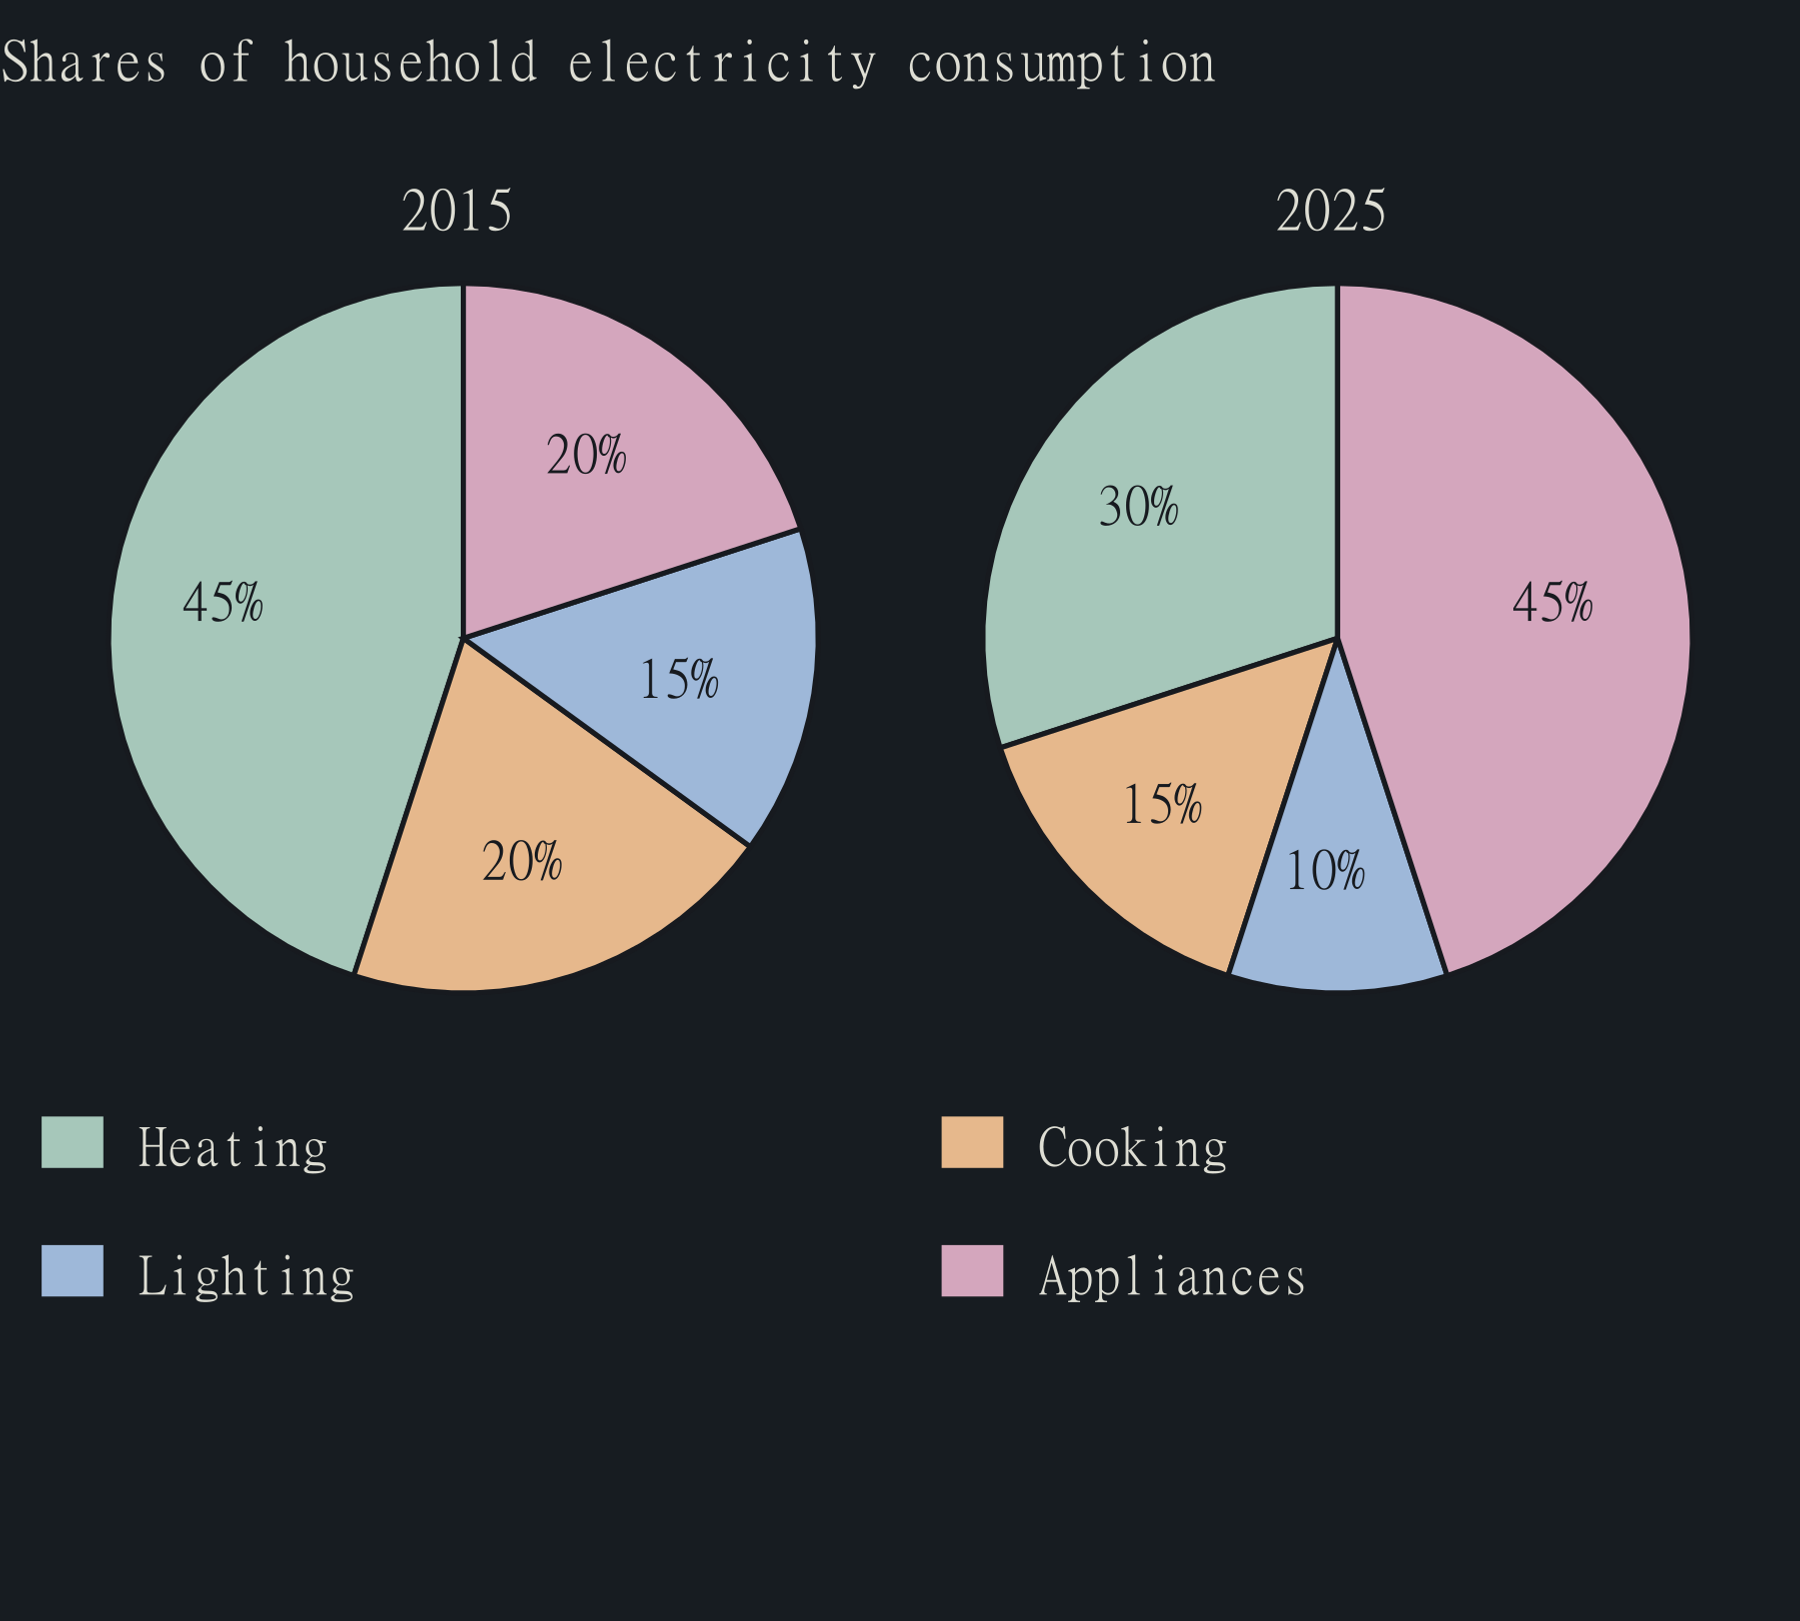 Shares of household electricity consumption
2015
2025
20%
45%
15%
20%
30%
45%
15%
10%
Heating
Cooking
Lighting
Appliances